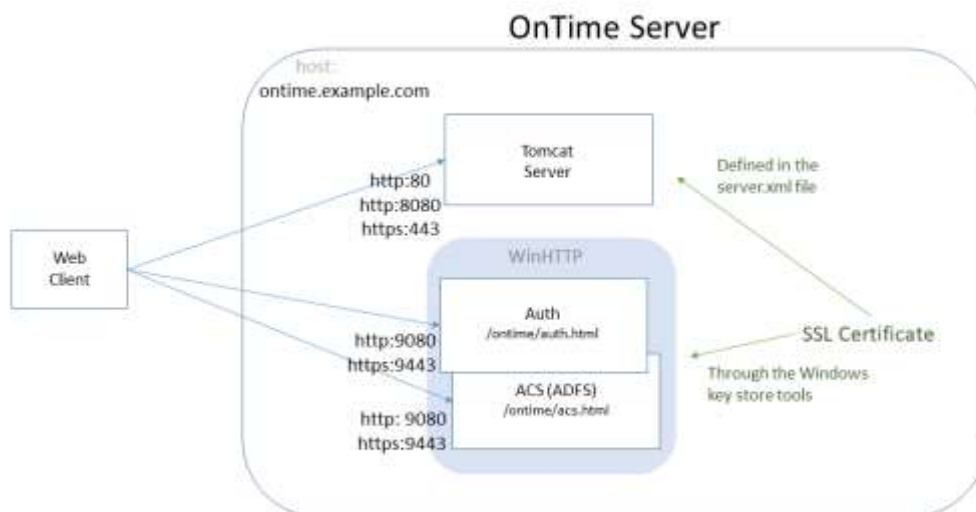 OnTime Server
host:
ontime.example.com
Tomcat
Server
http:80
http:8080
https:443
Defined in the
server.xml file
Web
Client
WinHTTP
Auth
/ontime/auth.html
http:9080
https:9443
SSL Certificate
Through the Windows
key store tools
ACS (ADFS)
/ontime/acs.html
http: 9080
https:9443